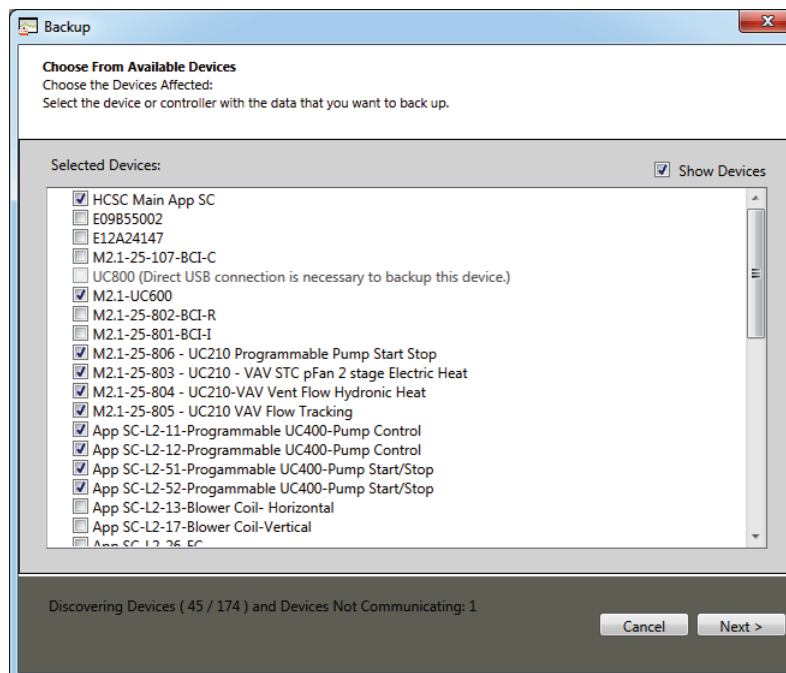 Backup
Choose From Available Devices
Choose the Devices Affected:
Select the device or controller with the data that you want to back up.
Selected Devices:
Show Devices
HCSC Main App SC
E09B55002
E12A24147
M2.1-25-107-BCI-C
UC800 (Direct USB connection is necessary to backup this device.)
M2.1-UC600
M2.1-25-802-BCI-R
M2.1-25-801-BCI-I
M2.1-25-806 - UC210 Programmable Pump Start Stop
M2.1-25-803 - UC210 - VAV STC pFan 2 stage Electric Heat
M2.1-25-804 - UC210-VAV Vent Flow Hydronic Heat
M2.1-25-805 - UC210 VAV Flow Tracking
App SC-L2-11-Programmable UC400-Pump Control
App SC-L2-12-Programmable UC400-Pump Control
App SC-L2-51-Progammable UC400-Pump Start/Stop
App SC-L2-52-Progammable UC400-Pump Start/Stop
App SC-L2-13-Blower Coil- Horizontal
App SC-L2-17-Blower Coil-Vertical
App SC-L2-26-FC
Discovering Devices ( 45 / 174 ) and Devices Not Communicating: 1
Cancel
Next >